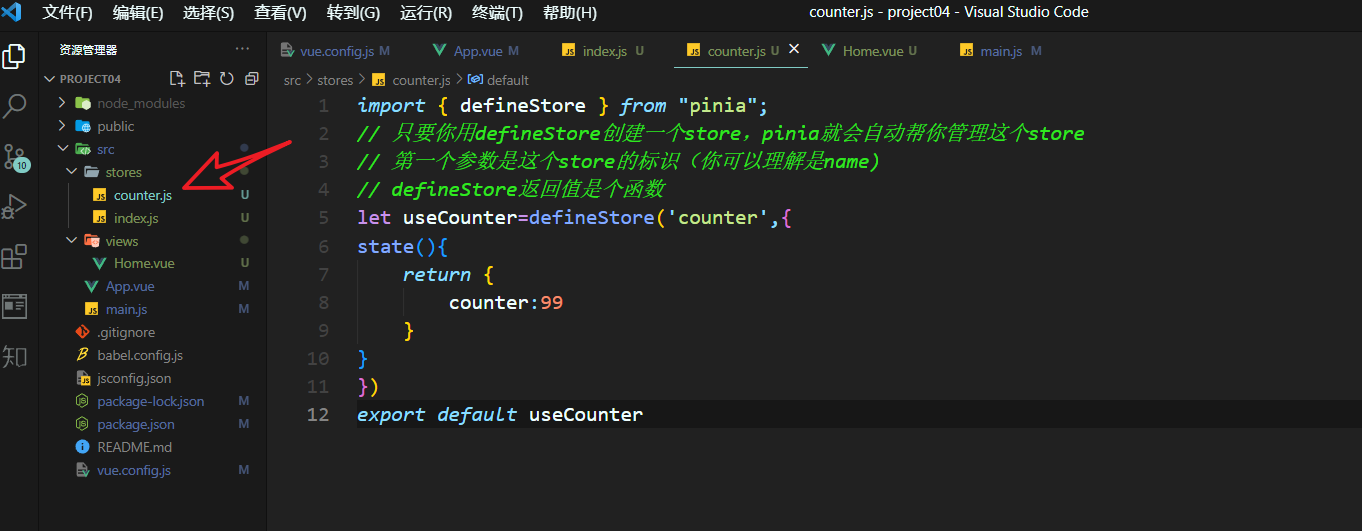 文件(F) 编辑(E) 选择(S) 查看(V) 转到(G) 运行(R) 终端(T) 帮助(H) counter.js - project04 - Visual Studio Code
资源管理器 ···
vue.config.js M App.vue M index.js U counter.js U Home.vue U main.js M
PROJECT04
src > stores > counter.js > default
node_modules
public
src
stores
counter.js U
index.js U
views
Home.vue U
App.vue M
main.js M
.gitignore
babel.config.js
jsconfig.json
package-lock.json M
package.json M
README.md
vue.config.js M
10
知
1 import { defineStore } from "pinia";
2 // 只要你用defineStore创建一个store，pinia就会自动帮你管理这个store
3 // 第一个参数是这个store的标识（你可以理解是name)
4 // defineStore返回值是个函数
5 let useCounter=defineStore('counter',{
6 state(){
7 return {
8 counter:99
9 }
10 }
11 })
12 export default useCounter